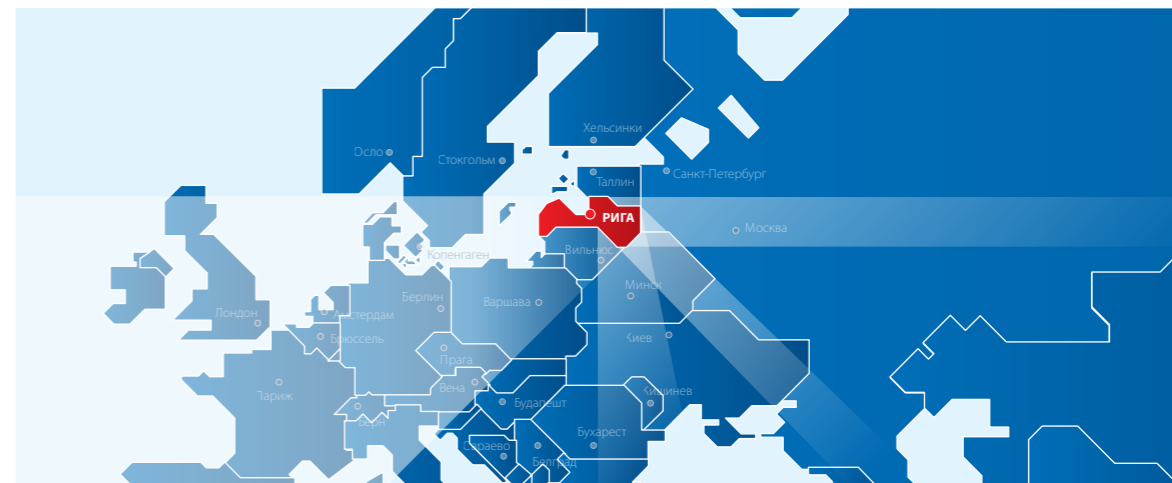 Хельсинки
Осло
Стокгольм
Санкт-Петербург
Таллин
РИГА
Москва
Копенгаген
Вильнюс
Минск
Берлин
Варшава
Лондон
Амстердам
Брюссель
Киев
Прага
Париж
Вена
Кишинев
Будапешт
Берн
Бухарест
Сараево
Белград